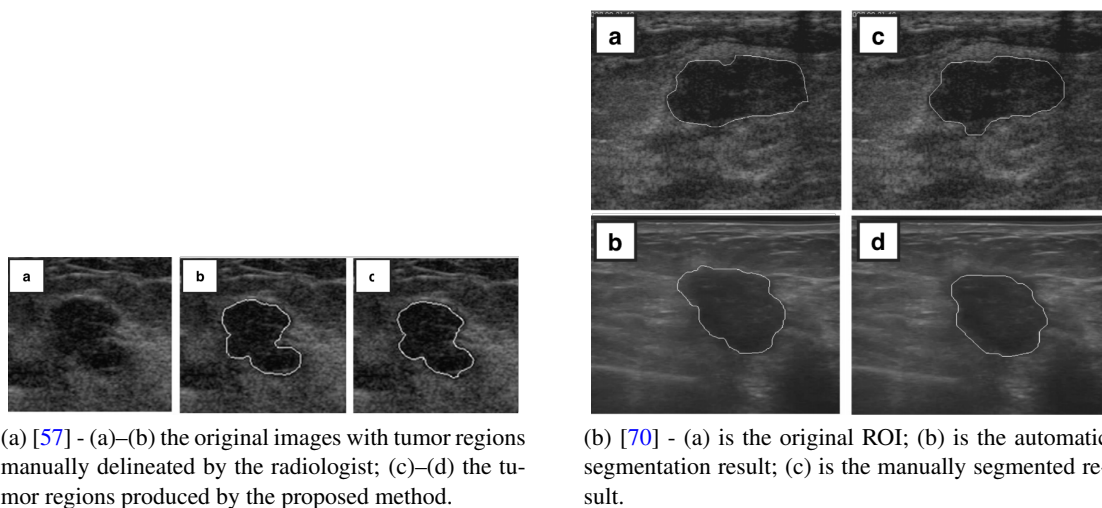 a
c
b
d
a
b
c
(a) [57] - (a)–(b) the original images with tumor regions
manually delineated by the radiologist; (c)–(d) the tu-
mor regions produced by the proposed method.
(b) [70] - (a) is the original ROI; (b) is the automatic
segmentation result; (c) is the manually segmented re-
sult.